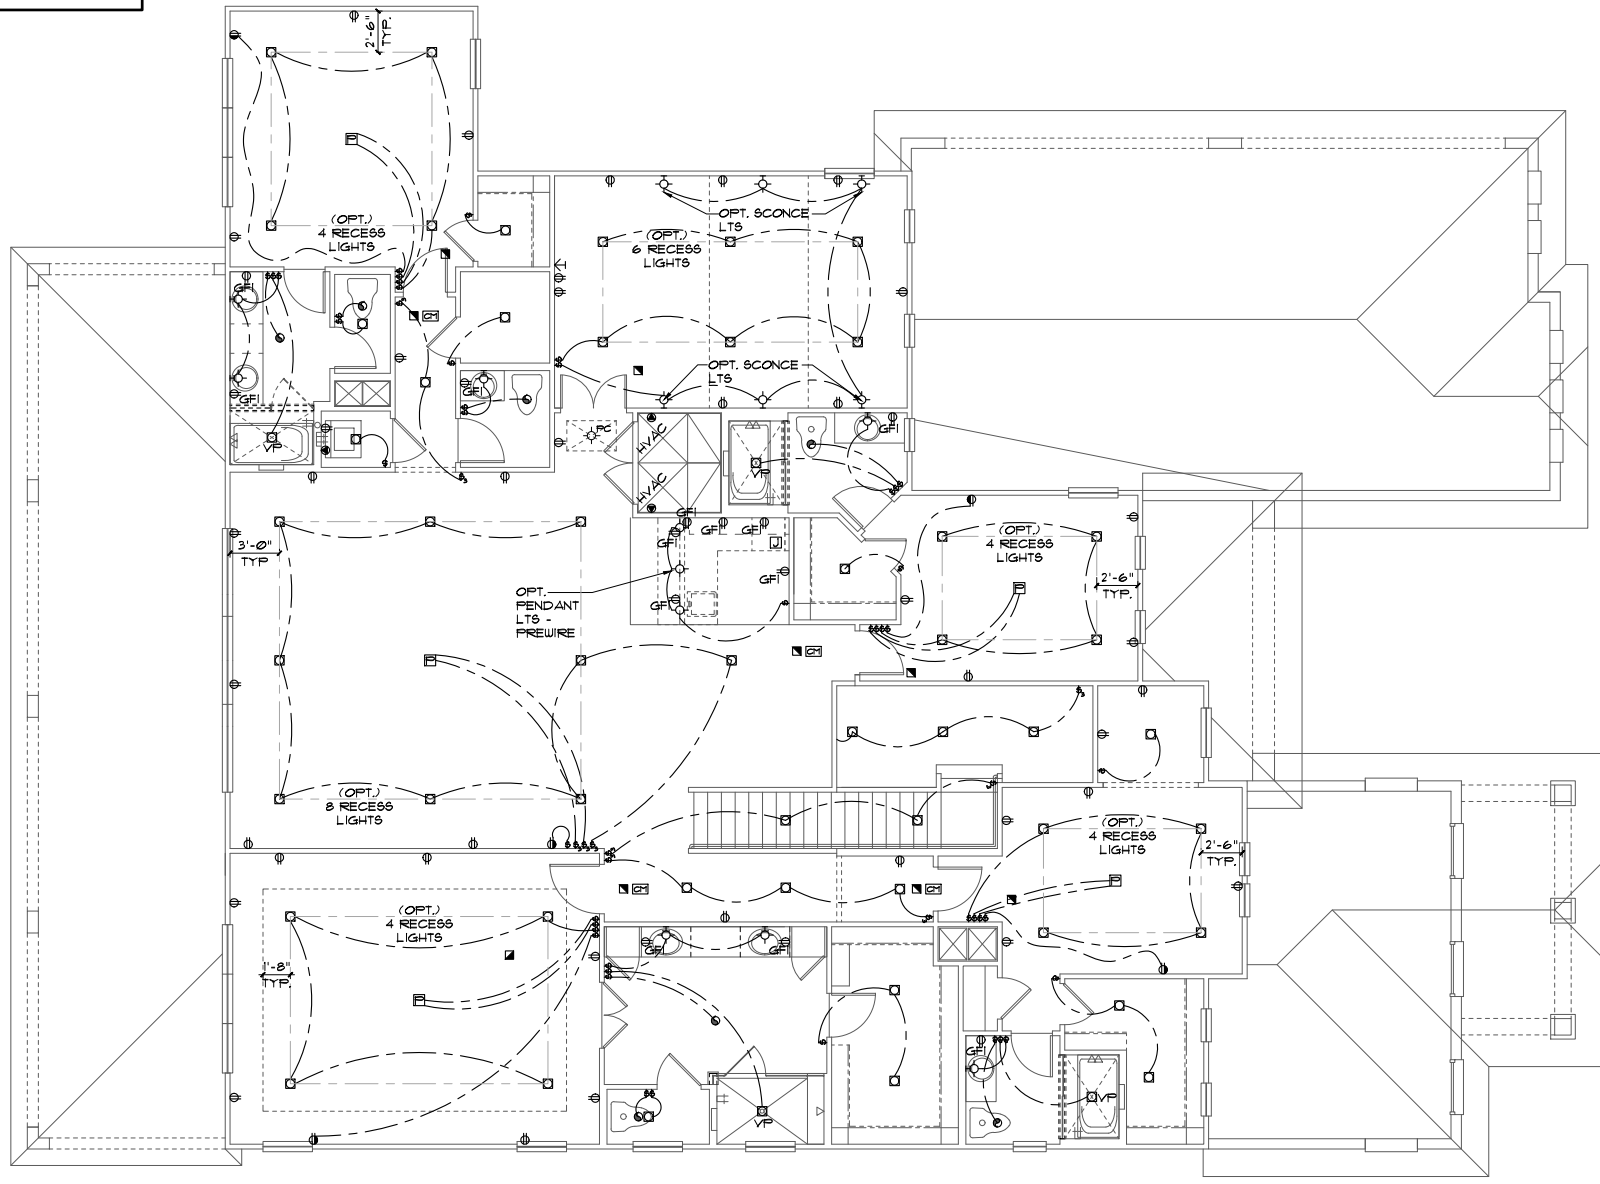 2'-6"
TYP.
(OPT.)
4 RECESS
LIGHTS
P
OPT. SCONCE
LTS
(OPT.)
6 RECESS
LIGHTS
OPT. SCONCE
LTS
GFI
GFI
CM
GFI
VP
PC
HVAC
HVAC
VP
GFI
3'-0"
TYP
GFI
GFI
GFI
GFI
J
GFI
GFI
OPT.
PENDANT
LTS -
PREWIRE
(OPT.)
4 RECESS
LIGHTS
P
2'-6"
TYP.
P
CM
(OPT.)
8 RECESS
LIGHTS
(OPT.)
4 RECESS
LIGHTS
2'-6"
TYP.
P
CM
CM
(OPT.)
4 RECESS
LIGHTS
1'-8"
TYP.
P
GFI
GFI
VP
GFI
VP